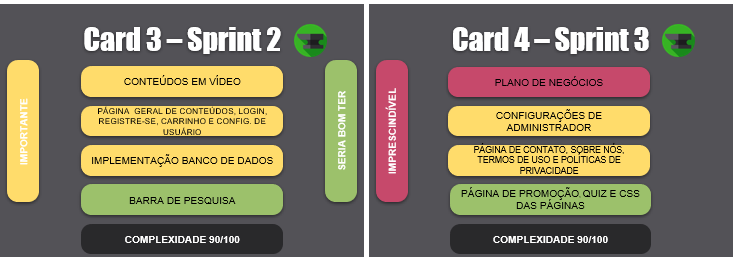 Card 3 – Sprint 2
IMPORTANTE
CONTEÚDOS EM VÍDEO
PÁGINA GERAL DE CONTEÚDOS, LOGIN,
REGISTRE-SE, CARRINHO E CONFIG. DE
USUÁRIO
IMPLEMENTAÇÃO BANCO DE DADOS
BARRA DE PESQUISA
COMPLEXIDADE 90/100
SERIA BOM TER
Card 4 – Sprint 3
IMPRESCINDÍVEL
PLANO DE NEGÓCIOS
CONFIGURAÇÕES DE
ADMINISTRADOR
PÁGINA DE CONTATO, SOBRE NÓS,
TERMOS DE USO E POLÍTICAS DE
PRIVACIDADE
PÁGINA DE PROMOÇÃO, QUIZ E CSS
DAS PÁGINAS
COMPLEXIDADE 90/100